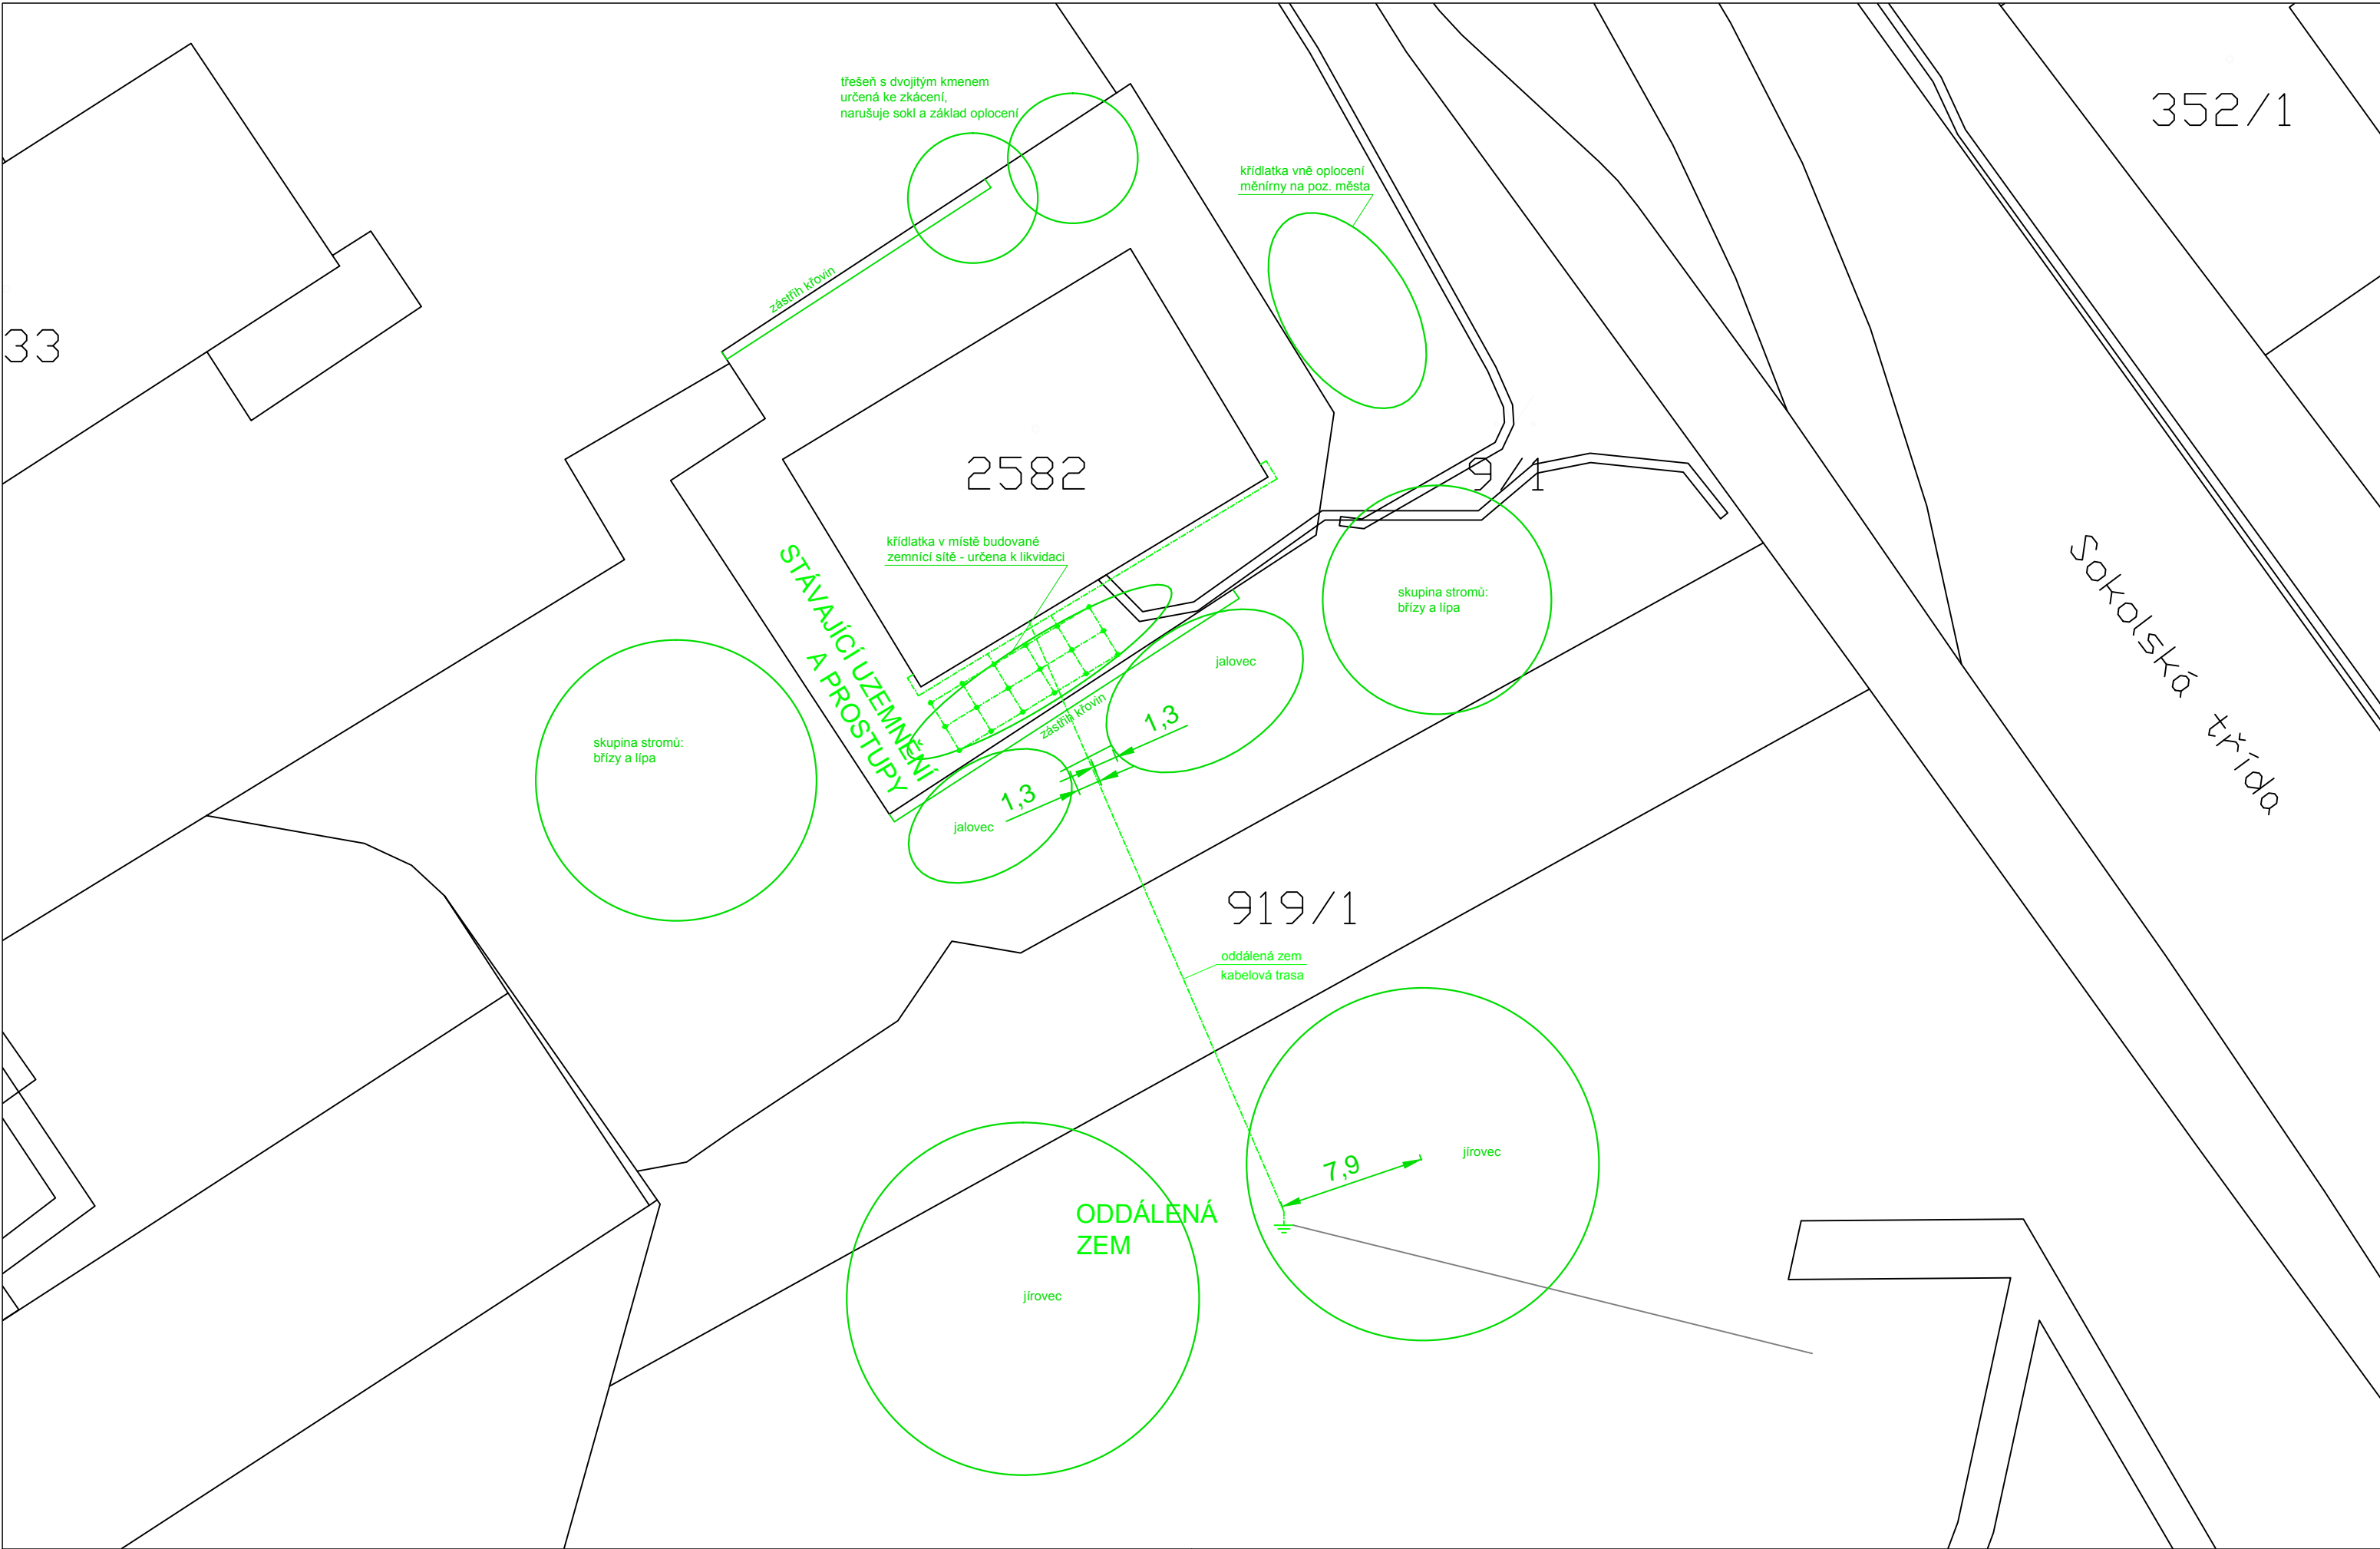 třešeň s dvojitým kmenem
určená ke zkácení,
narušuje sokl a základ oplocení
352/1
křídlatka vně oplocení
měnírny na poz. města
zástřih křovin
33
2582
9/1
křídlatka v místě budované
zemnící sítě - určena k likvidaci
STÁVAJÍCÍ UZEMNĚNÍ
A PROSTUPY
skupina stromů:
břízy a lípa
Sokolská třída
jalovec
zástřih křovin
1,3
skupina stromů:
břízy a lípa
1,3
jalovec
919/1
oddálená zem
kabelová trasa
7,9
jírovec
ODDÁLENÁ
ZEM
jírovec